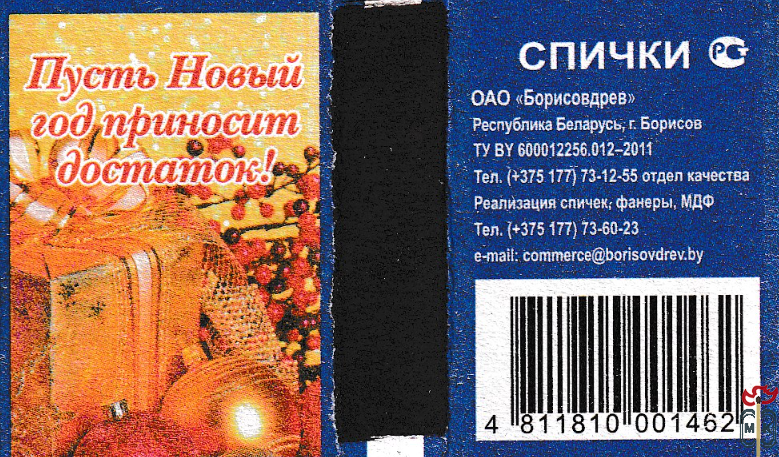 Пусть Новый
год приносит
достаток!
СПИЧКИ РСТ
ОАО «Борисовдрев»
Республика Беларусь, г. Борисов
ТУ BY 600012256.012–2011
Тел. (+375 177) 73-12-55 отдел качества
Реализация спичек, фанеры, МДФ
Тел. (+375 177) 73-60-23
e-mail: commerce@borisovdrev.by
4 811810 001462
М